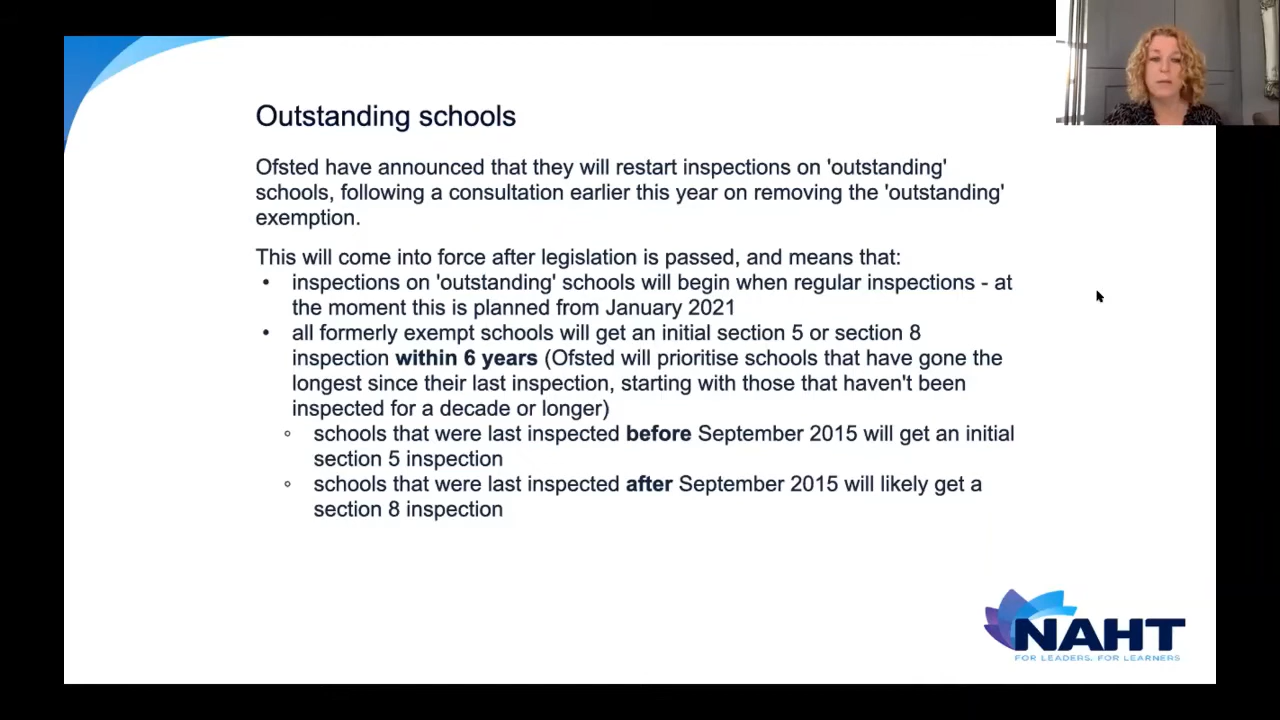 Outstanding schools
Ofsted have announced that they will restart inspections on 'outstanding'
schools, following a consultation earlier this year on removing the 'outstanding'
exemption.
This will come into force after legislation is passed, and means that:
• inspections on 'outstanding' schools will begin when regular inspections - at
the moment this is planned from January 2021
• all formerly exempt schools will get an initial section 5 or section 8
inspection within 6 years (Ofsted will prioritise schools that have gone the
longest since their last inspection, starting with those that haven't been
inspected for a decade or longer)
◦ schools that were last inspected before September 2015 will get an initial
section 5 inspection
◦ schools that were last inspected after September 2015 will likely get a
section 8 inspection
NAHT
FOR LEADERS, FOR LEARNERS